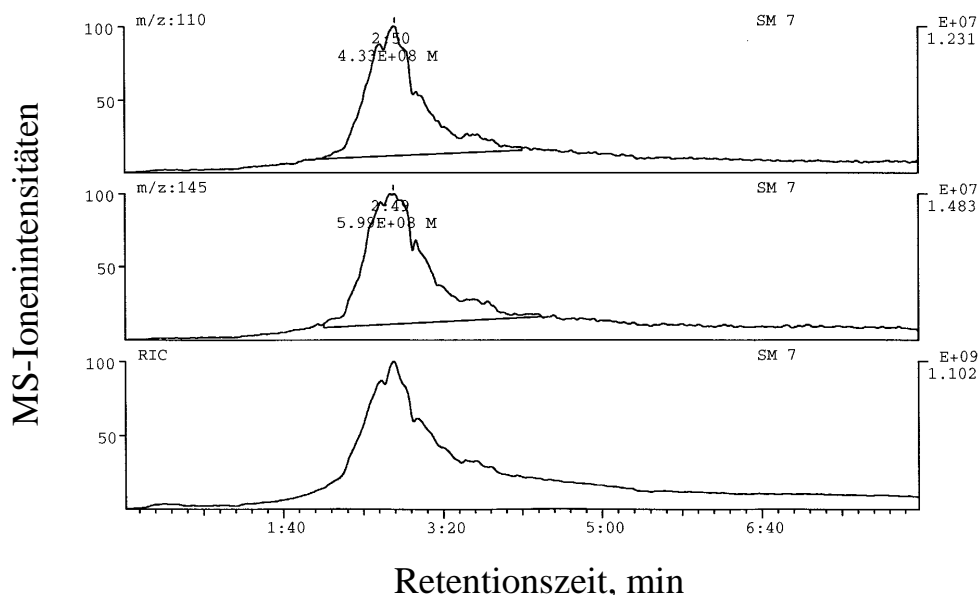 MS-Ionenintensitäten
m/z:110 SM 7 E+07
100 1.231
2:50
4.33E+08 M
50
m/z:145 SM 7 E+07
100 1.483
2:49
5.99E+08 M
50
RIC SM 7 E+09
100 1.102
50
1:40 3:20 5:00 6:40
Retentionszeit, min